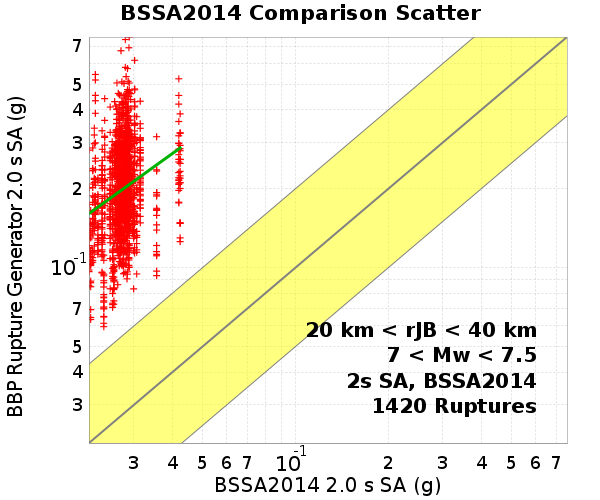 BSSA2014 Comparison Scatter
BBP Rupture Generator 2.0 s SA (g)
7
5
4
3
2
10-1
7
5
4
3
20 km < rJB < 40 km
7 < Mw < 7.5
2s SA, BSSA2014
1420 Ruptures
3 4 5 6 7 10-1 2 3 4 5 6 7
BSSA2014 2.0 s SA (g)